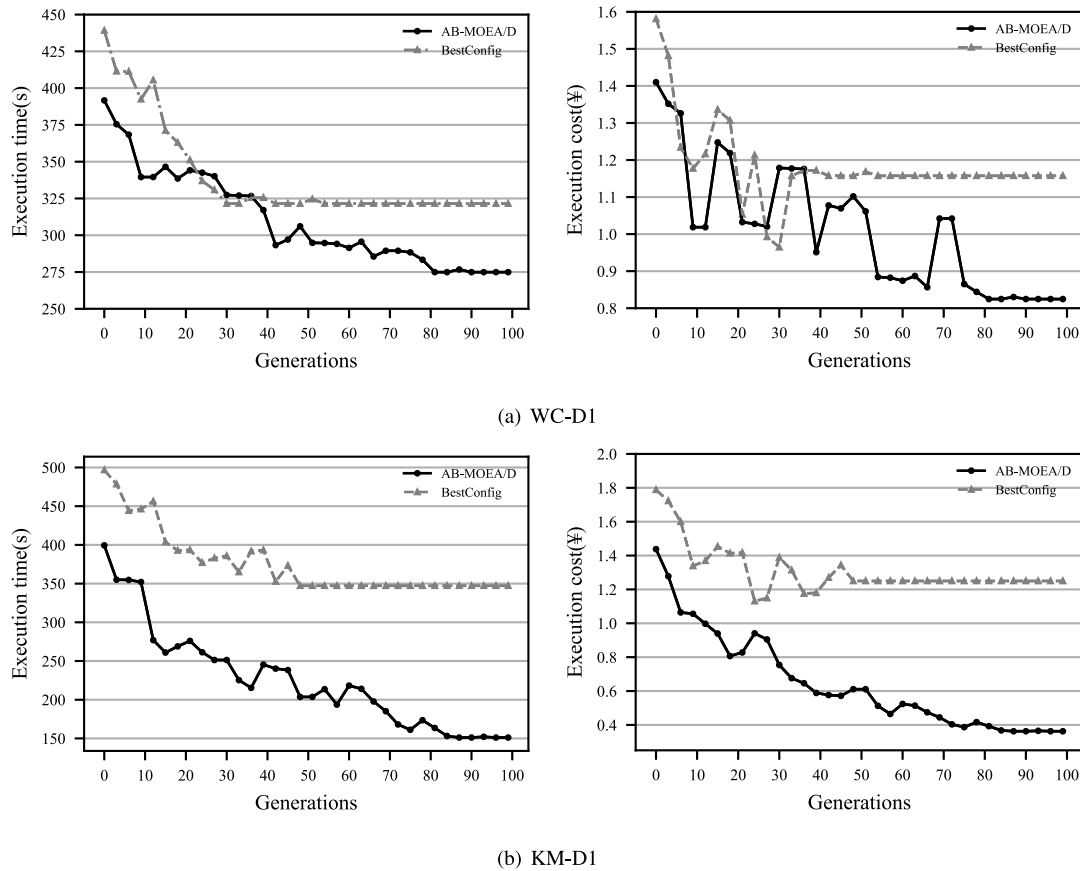 450
425
400
375
350
325
300
275
250
Execution time(s)
AB-MOEA/D
BestConfig
0 10 20 30 40 50 60 70 80 90 100
Generations
1.6
1.5
1.4
1.3
1.2
1.1
1.0
0.9
0.8
Execution cost(¥)
AB-MOEA/D
BestConfig
0 10 20 30 40 50 60 70 80 90 100
Generations
(a) WC-D1
500
450
400
350
300
250
200
150
Execution time(s)
AB-MOEA/D
BestConfig
0 10 20 30 40 50 60 70 80 90 100
Generations
2.0
1.8
1.6
1.4
1.2
1.0
0.8
0.6
0.4
Execution cost(¥)
AB-MOEA/D
BestConfig
0 10 20 30 40 50 60 70 80 90 100
Generations
(b) KM-D1